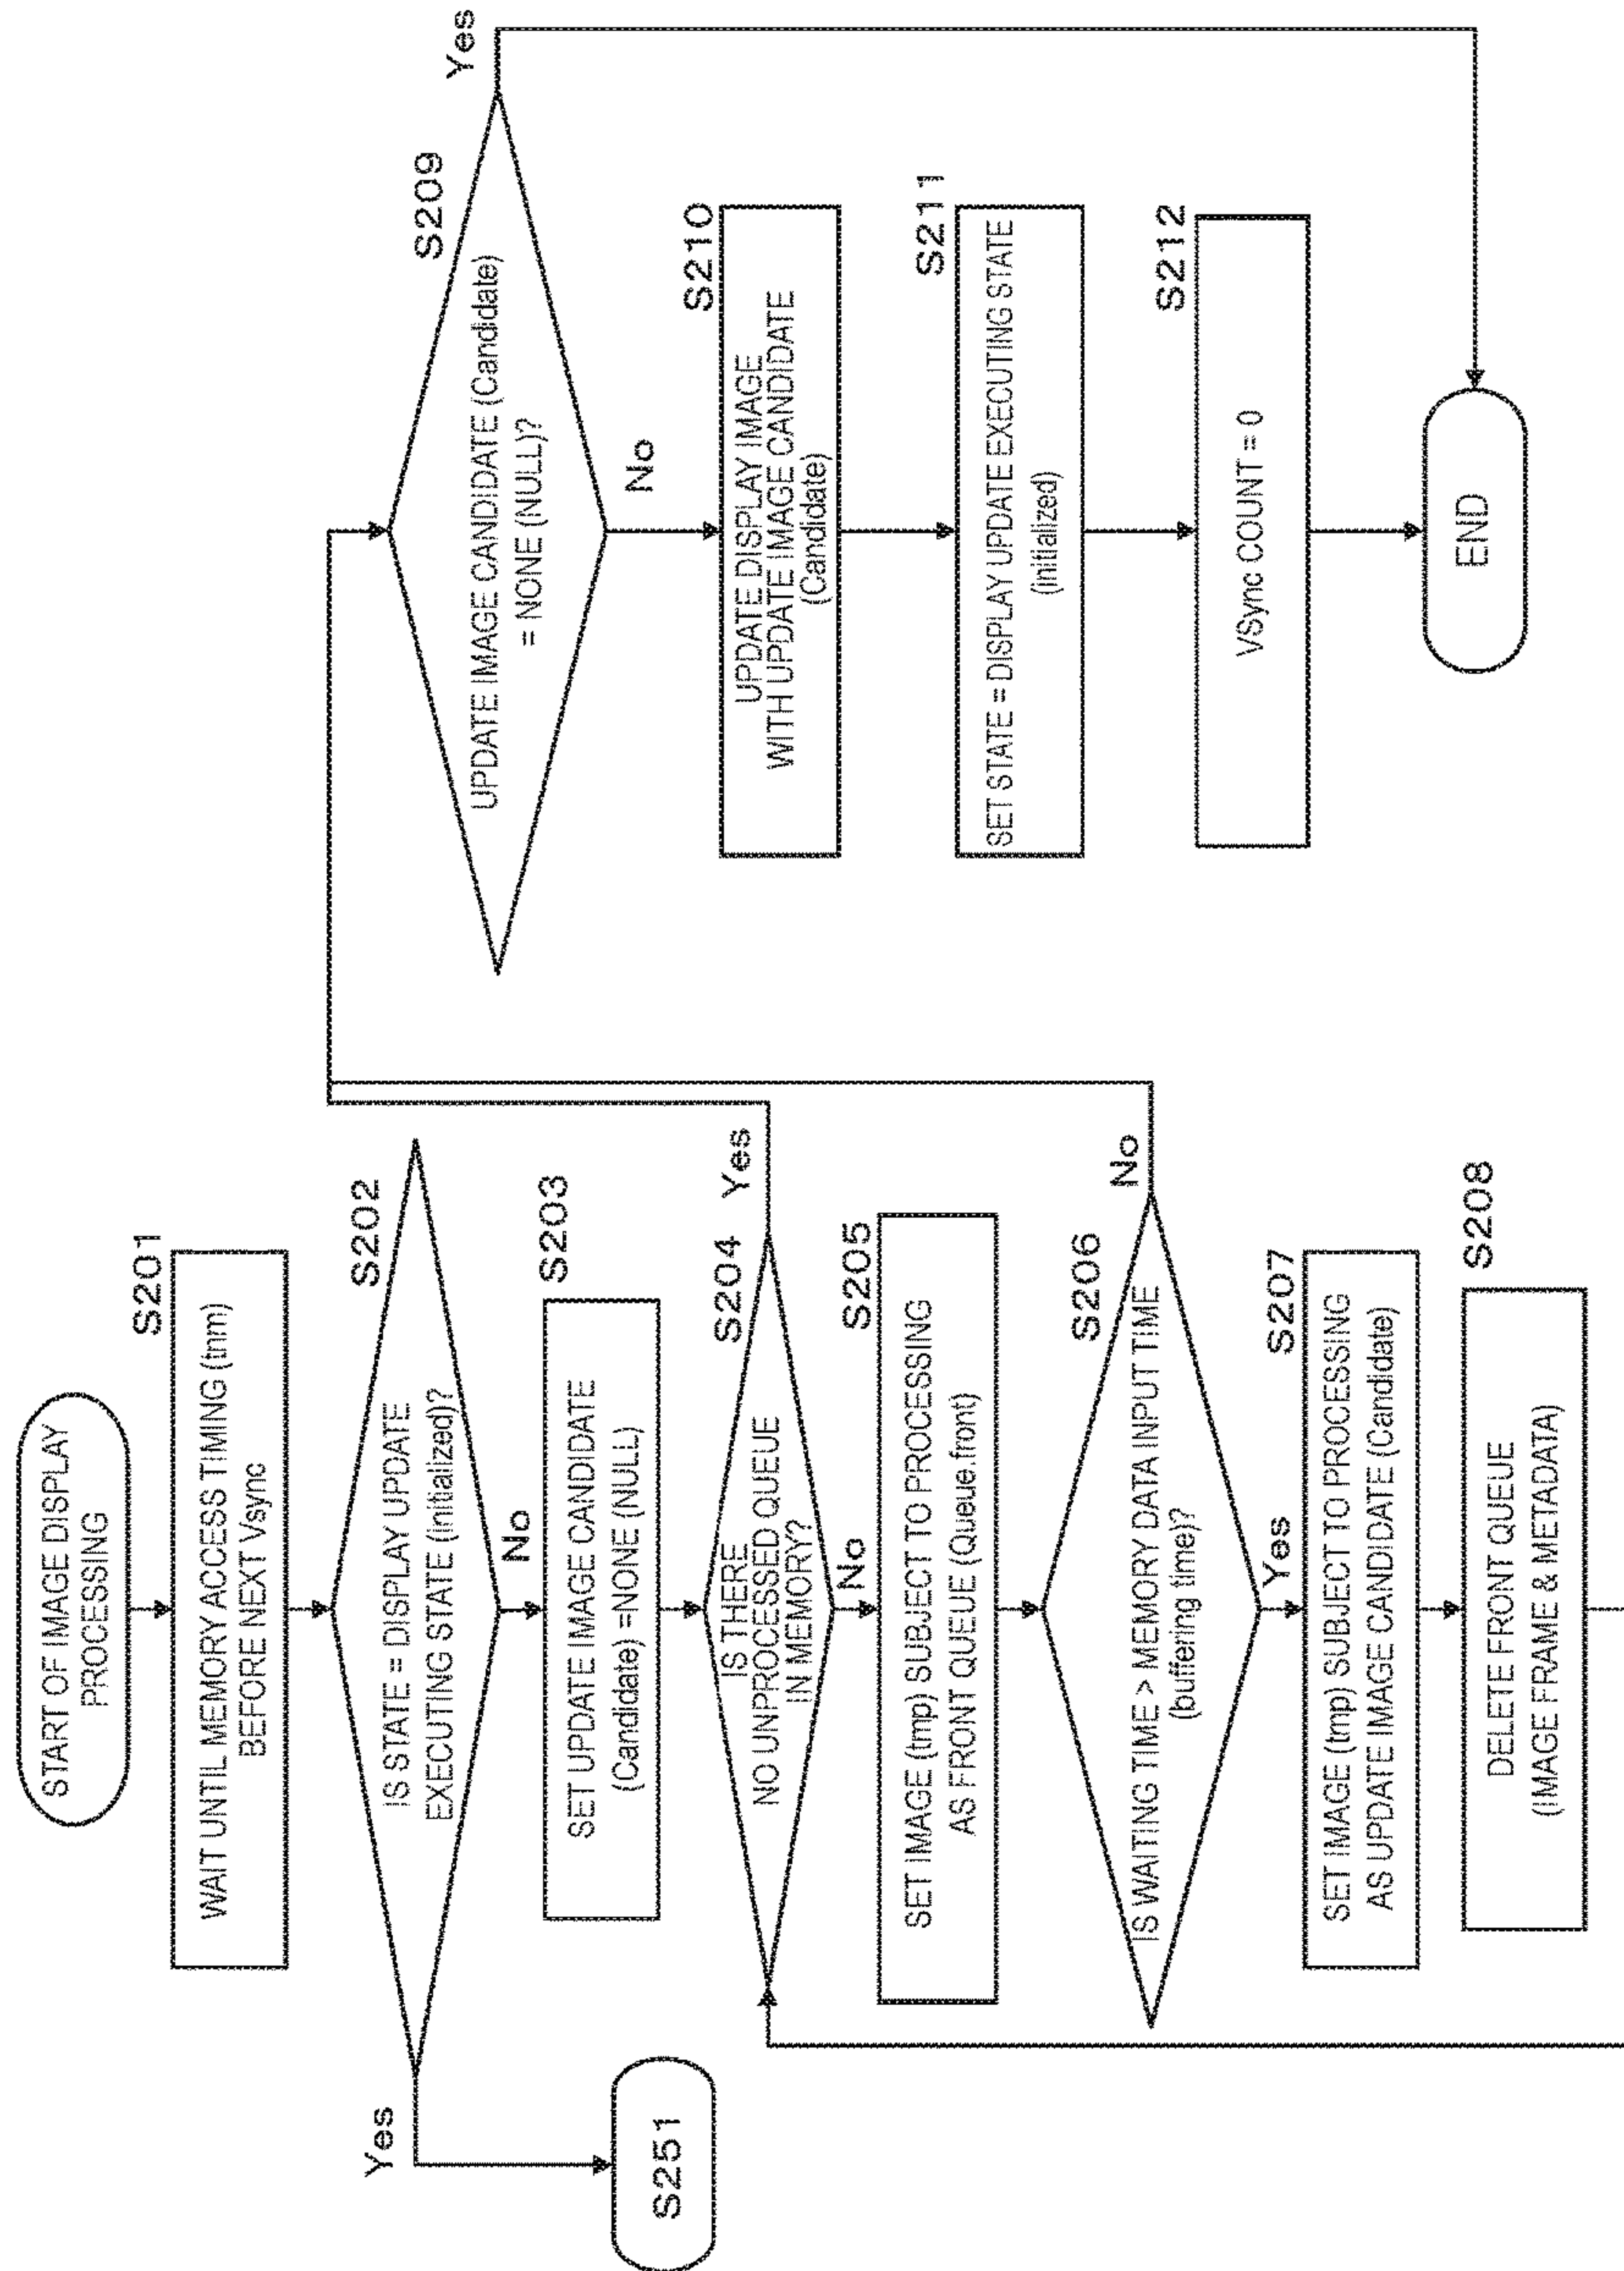 START OF IMAGE DISPLAY
PROCESSING
S201
WAIT UNTIL MEMORY ACCESS TIMING (tnm)
BEFORE NEXT Vsync
S202
IS STATE = DISPLAY UPDATE
EXECUTING STATE (initialized)?
Yes
No
S251
S203
SET UPDATE IMAGE CANDIDATE
(Candidate) =NONE (NULL)
S204
IS THERE
NO UNPROCESSED QUEUE
IN MEMORY?
Yes
No
S205
SET IMAGE (tmp) SUBJECT TO PROCESSING
AS FRONT QUEUE (Queue.front)
S206
IS WAITING TIME > MEMORY DATA INPUT TIME
(buffering time)?
No
Yes
S207
SET IMAGE (tmp) SUBJECT TO PROCESSING
AS UPDATE IMAGE CANDIDATE (Candidate)
S208
DELETE FRONT QUEUE
(IMAGE FRAME & METADATA)
S209
UPDATE IMAGE CANDIDATE (Candidate)
= NONE (NULL)?
Yes
No
S210
UPDATE DISPLAY IMAGE
WITH UPDATE IMAGE CANDIDATE
(Candidate)
S211
SET STATE = DISPLAY UPDATE EXECUTING STATE
(initialized)
S212
VSync COUNT = 0
END